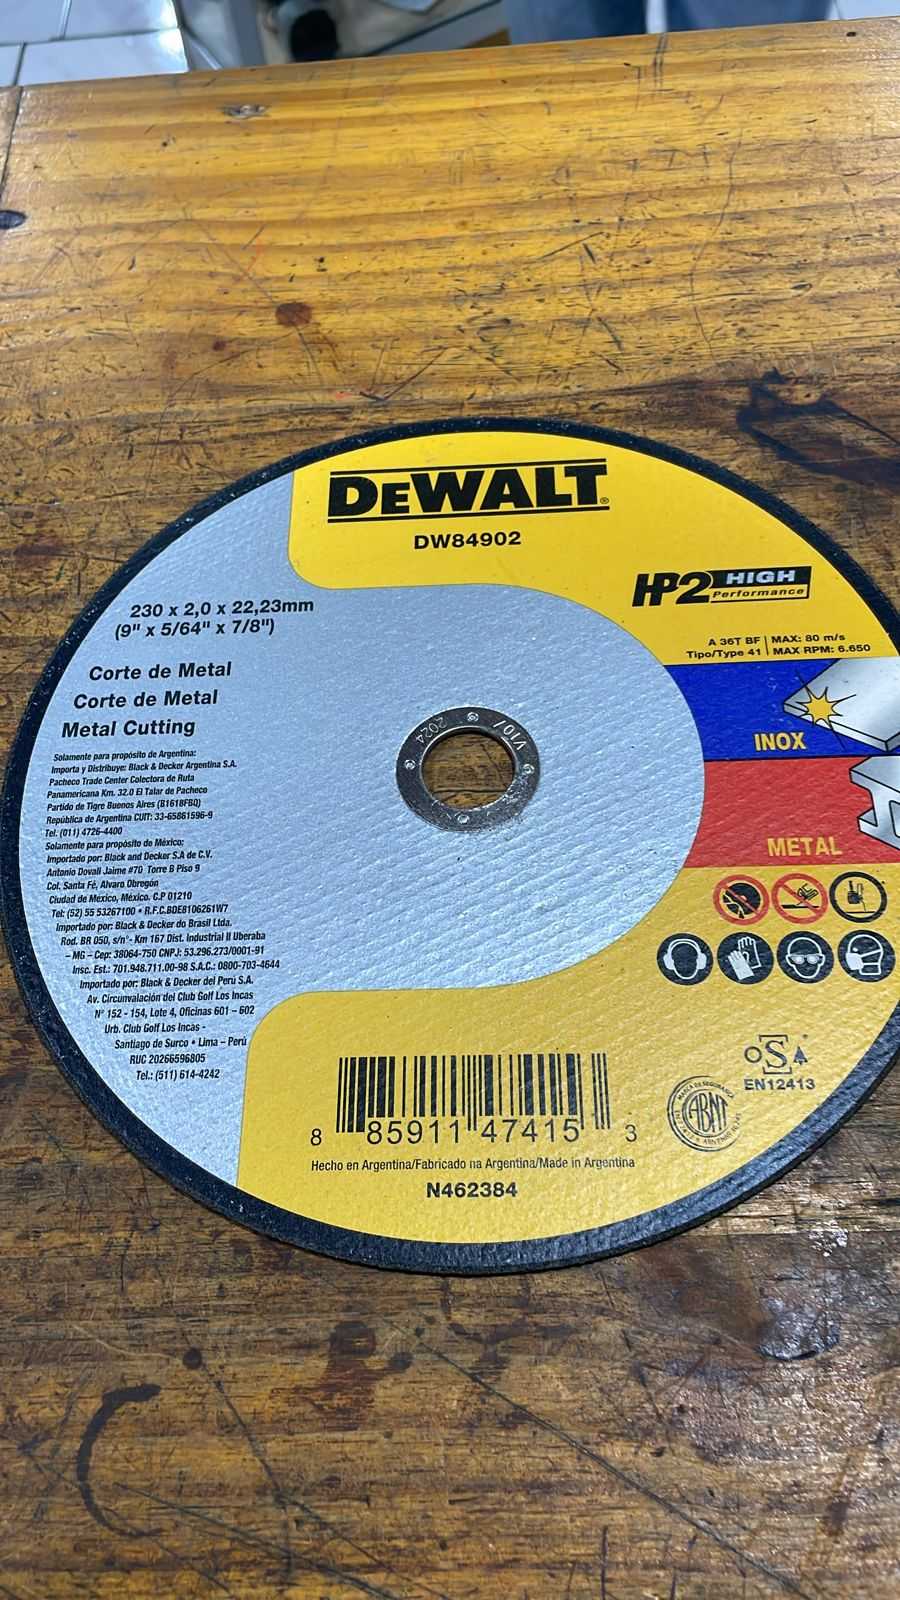 DEWALT®
DW84902
230 x 2,0 x 22,23mm
(9" x 5/64" x 7/8")
HP2 HIGH
Performance
A 36T BF | MAX: 80 m/s
Tipo/Type 41 | MAX RPM: 6.650
Corte de Metal
Corte de Metal
Metal Cutting
INOX
METAL
V107
2024
Solamente para propósito de Argentina:
Importa y Distribuye: Black & Decker Argentina S.A.
Pacheco Trade Center Colectora de Ruta
Panamericana Km. 32.0 El Talar de Pacheco
Partido de Tigre Buenos Aires (B1618FBQ)
República de Argentina CUIT: 33-65861596-9
Tel. (011) 4726-4400
Solamente para propósito de México:
Importado por: Black and Decker S.A de C.V.
Antonio Dovali Jaime #70 Torre B Piso 9
Col. Santa Fé, Alvaro Obregón
Ciudad de México, México. C.P 01210
Tel: (52) 55 53267100 • R.F.C.BDE8106261W7
Importado por: Black & Decker do Brasil Ltda.
Rod. BR 050, s/n° - Km 167 Dist. Industrial II Uberaba
– MG – Cep: 38064-750 CNPJ: 53.296.273/0001-91
Insc. Est.: 701.948.711.00-98 S.A.C.: 0800-703-4644
Importado por: Black & Decker del Perú S.A.
Av. Circunvalación del Club Golf Los Incas
N° 152 - 154, Lote 4, Oficinas 601 – 602
Urb. Club Golf Los Incas -
Santiago de Surco • Lima – Perú
RUC 20266596805
Tel.: (511) 614-4242
oSa
EN12413
MARCA DE SEGURANÇA
ABNT
8 85911 47415 3
Hecho en Argentina/Fabricado na Argentina/Made in Argentina
N462384